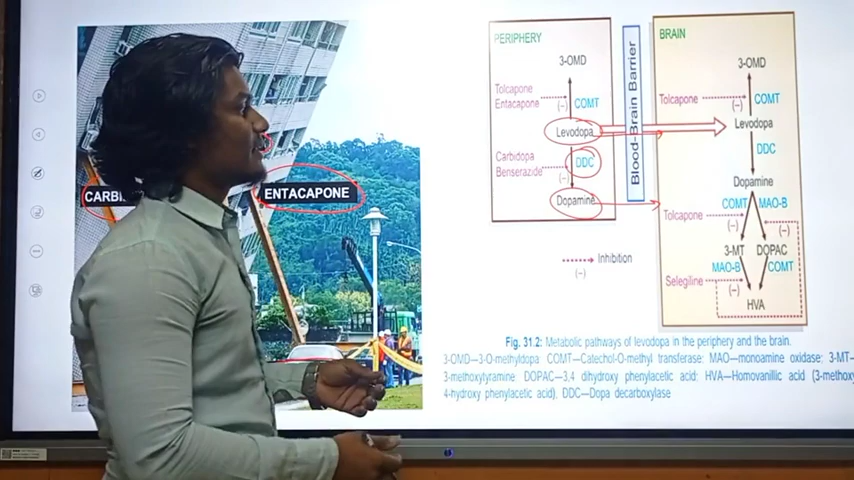 CARBI
ENTACAPONE
PERIPHERY
3-OMD
Tolcapone
Entacapone
(-)
COMT
Levodopa
Carbidopa
Benserazide
DDC
(-)
Dopamine
Blood-Brain Barrier
BRAIN
3-OMD
Tolcapone
(-)
COMT
Levodopa
DDC
Dopamine
COMT
MAO-B
Tolcapone
(-)
(-)
3-MT
DOPAC
MAO-B
COMT
Selegiline
(-)
HVA
Inhibition
(-)
Fig. 31.2: Metabolic pathways of levodopa in the periphery and the brain.
3-OMD—3-O-methyldopa COMT—Catechol-O-methyl transferase: MAO—monoamine oxidase: 3-MT—
3-methoxytyramine DOPAC—3,4 dihydroxy phenylacetic acid: HVA—Homovanillic acid (3-methoxy
4-hydroxy phenylacetic acid), DDC—Dopa decarboxylase